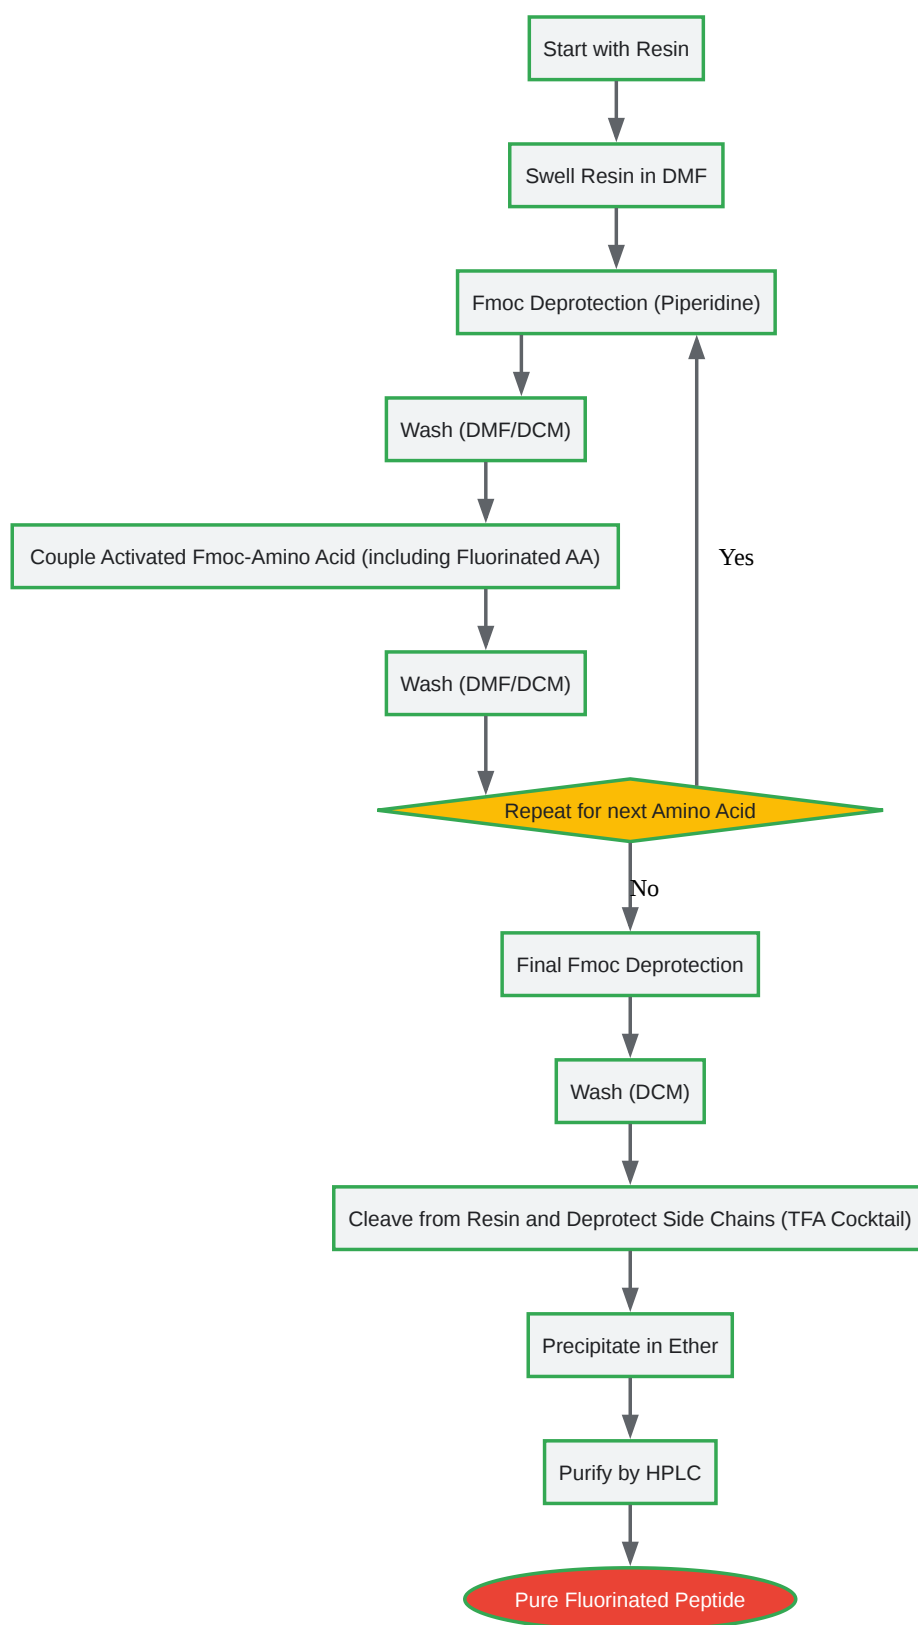 Start with Resin
Swell Resin in DMF
Fmoc Deprotection (Piperidine)
Wash (DMF/DCM)
Couple Activated Fmoc-Amino Acid (including Fluorinated AA)
Yes
Wash (DMF/DCM)
Repeat for next Amino Acid
No
Final Fmoc Deprotection
Wash (DCM)
Cleave from Resin and Deprotect Side Chains (TFA Cocktail)
Precipitate in Ether
Purify by HPLC
Pure Fluorinated Peptide